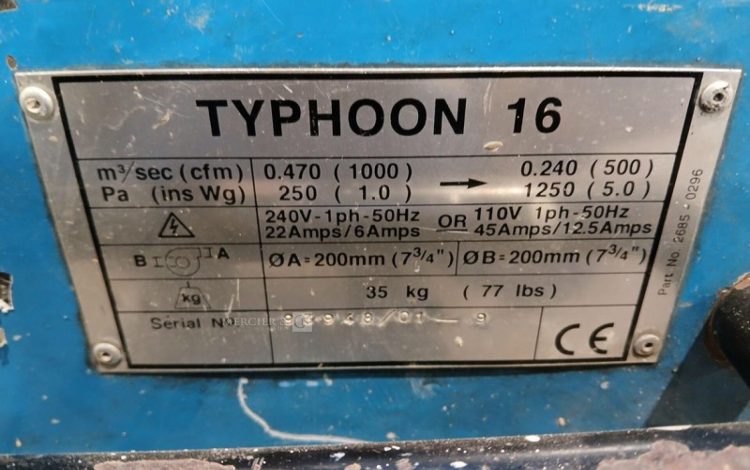 TYPHOON 16
m³/sec (cfm) 0.470 (1000) → 0.240 (500)
Pa (ins Wg) 250 (1.0) 1250 (5.0)
240V-1ph-50Hz OR 110V 1ph-50Hz
22Amps/6Amps 45Amps/12.5Amps
B A ØA=200mm (7¾") ØB=200mm (7¾")
kg 35 kg (77 lbs)
Serial N
CE
Part No. 2685-0296